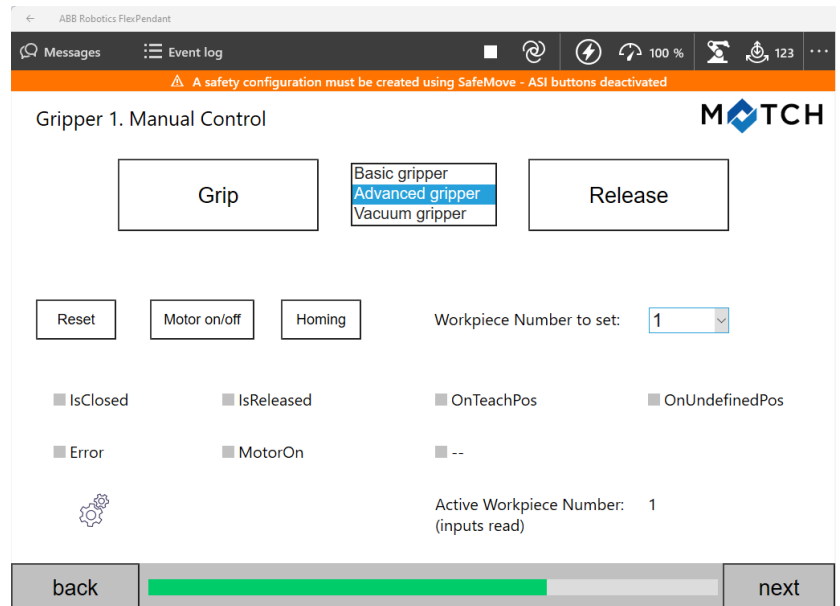 ABB Robotics FlexPendant
Messages
Event log
100 %
123
A safety configuration must be created using SafeMove - ASI buttons deactivated
Gripper 1. Manual Control
MATCH
Grip
Basic gripper
Advanced gripper
Vacuum gripper
Release
Reset
Motor on/off
Homing
Workpiece Number to set:
1
IsClosed
IsReleased
OnTeachPos
OnUndefinedPos
Error
MotorOn
--
Active Workpiece Number: 1
(inputs read)
back
next